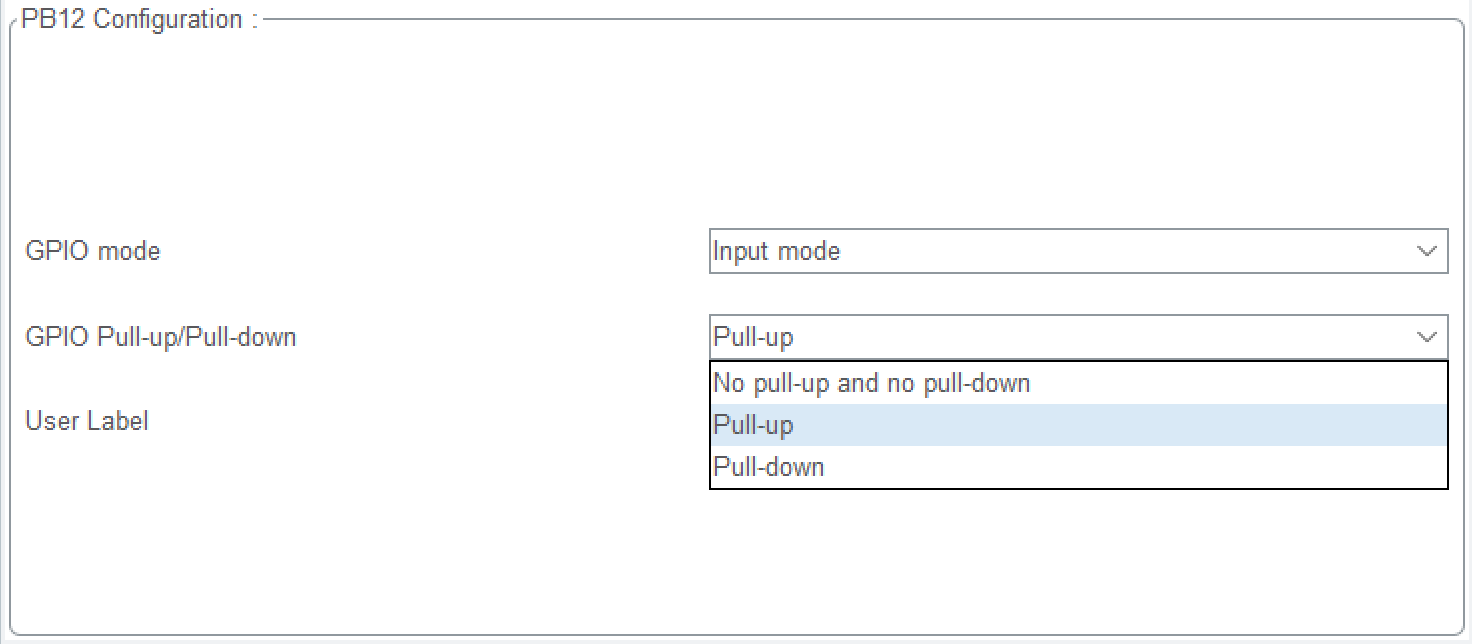 PB12 Configuration :
GPIO mode
Input mode
GPIO Pull-up/Pull-down
Pull-up
No pull-up and no pull-down
User Label
Pull-up
Pull-down